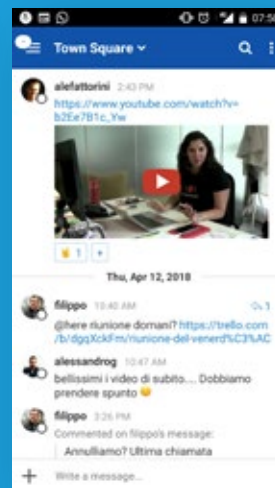 07:50
Town Square
alefattorini 2:43 PM
https://www.youtube.com/watch?v=
b2Ee7B1c_Yw
1 +
Thu, Apr 12, 2018
filippo 10:40 AM 1
@here riunione domani? https://trello.com
/b/dgqXckFm/riunione-del-venerd%C3%AC
alessandrog 10:47 AM
bellissimi i video di subito.... Dobbiamo
prendere spunto
filippo 3:26 PM
Commented on filippo's message:
Annulliamo? Ultima chiamata
+ Write a message...